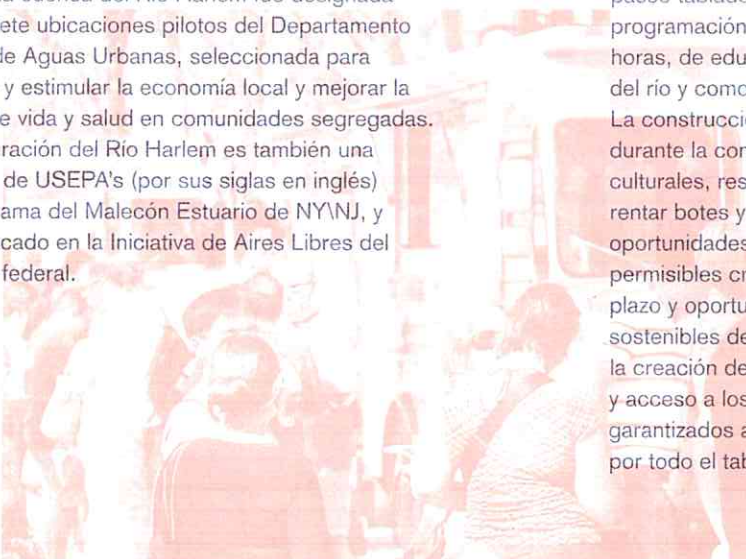 ete ubicaciones pilotos del Departamento
de Aguas Urbanas, seleccionada para
y estimular la economía local y mejorar la
e vida y salud en comunidades segregadas.
ración del Río Harlem es también una
de USEPA's (por sus siglas en inglés)
ama del Malecón Estuario de NY\NJ, y
cado en la Iniciativa de Aires Libres del
federal.
programación
horas, de edu
del río y como
La construcci
durante la con
culturales, res
rentar botes y
oportunidades
permisibles cr
plazo y oportu
sostenibles de
la creación de
y acceso a los
garantizados a
por todo el tab